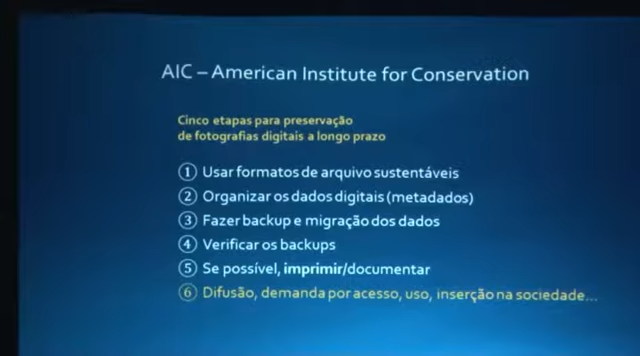 AIC – American Institute for Conservation
Cinco etapas para preservação
de fotografias digitais a longo prazo
① Usar formatos de arquivo sustentáveis
② Organizar os dados digitais (metadados)
③ Fazer backup e migração dos dados
④ Verificar os backups
⑤ Se possível, imprimir/documentar
⑥ Difusão, demanda por acesso, uso, inserção na sociedade...